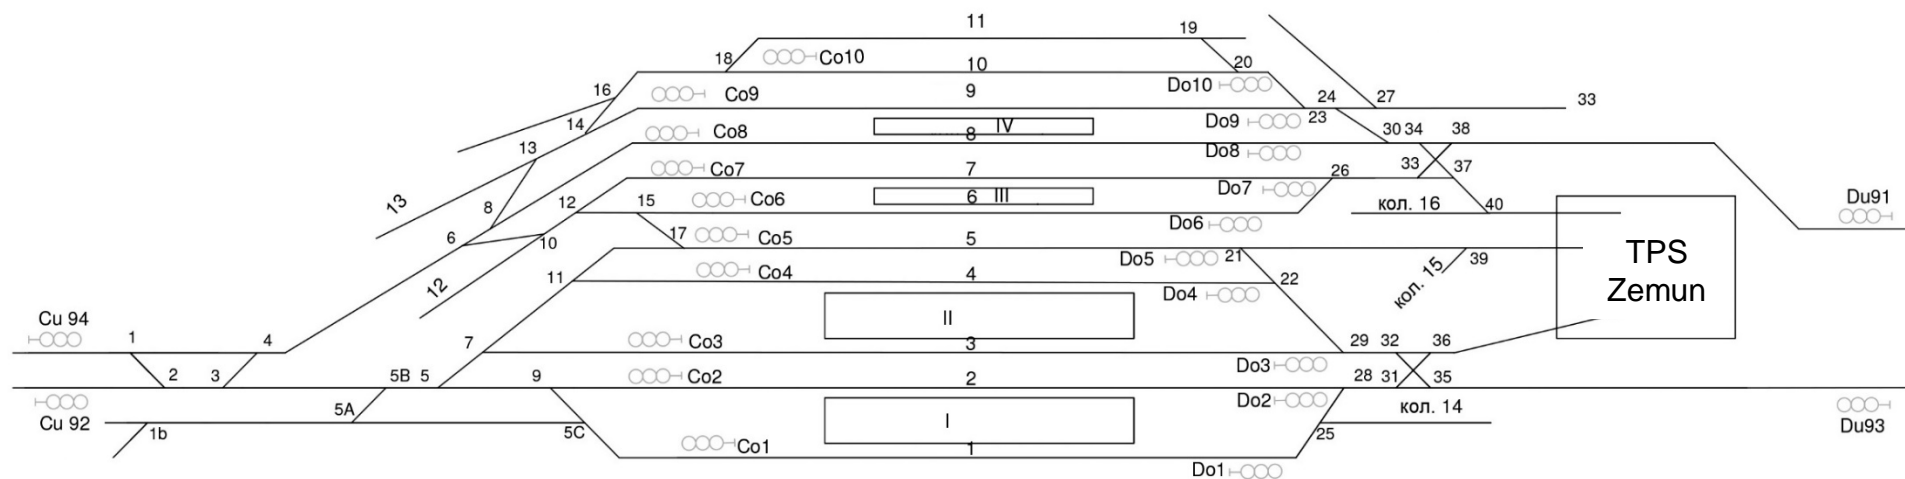 11
19
18
Co10
20
10
Do10
16
Co9
9
24
27
33
14
IV
Do9
23
Co8
8
30
34
38
13
Do8
Co7
7
26
33
37
13
8
12
15
Co6
6
III
Do7
кол. 16
40
Du91
6
10
17
Co5
5
Do6
TPS
Zemun
12
11
Co4
4
Do5
21
22
39
кол. 15
Do4
Cu 94
1
4
7
II
Co3
3
29
32
36
2
3
5B
5
9
Co2
2
Do3
28
31
35
Cu 92
5A
I
Do2
кол. 14
Du93
1b
5C
Co1
1
25
Do1